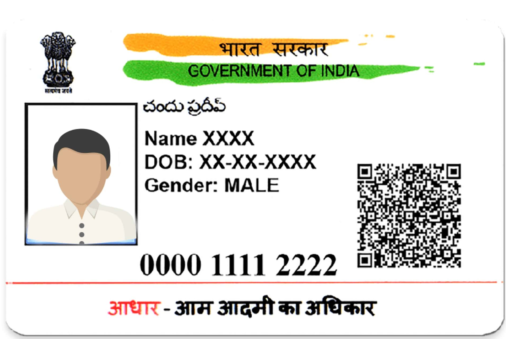 भारत सरकार
GOVERNMENT OF INDIA
सत्यमेव जयते
చందు ప్రదీప్
Name XXXX
DOB: XX-XX-XXXX
Gender: MALE
0000 1111 2222
आधार - आम आदमी का अधिकार